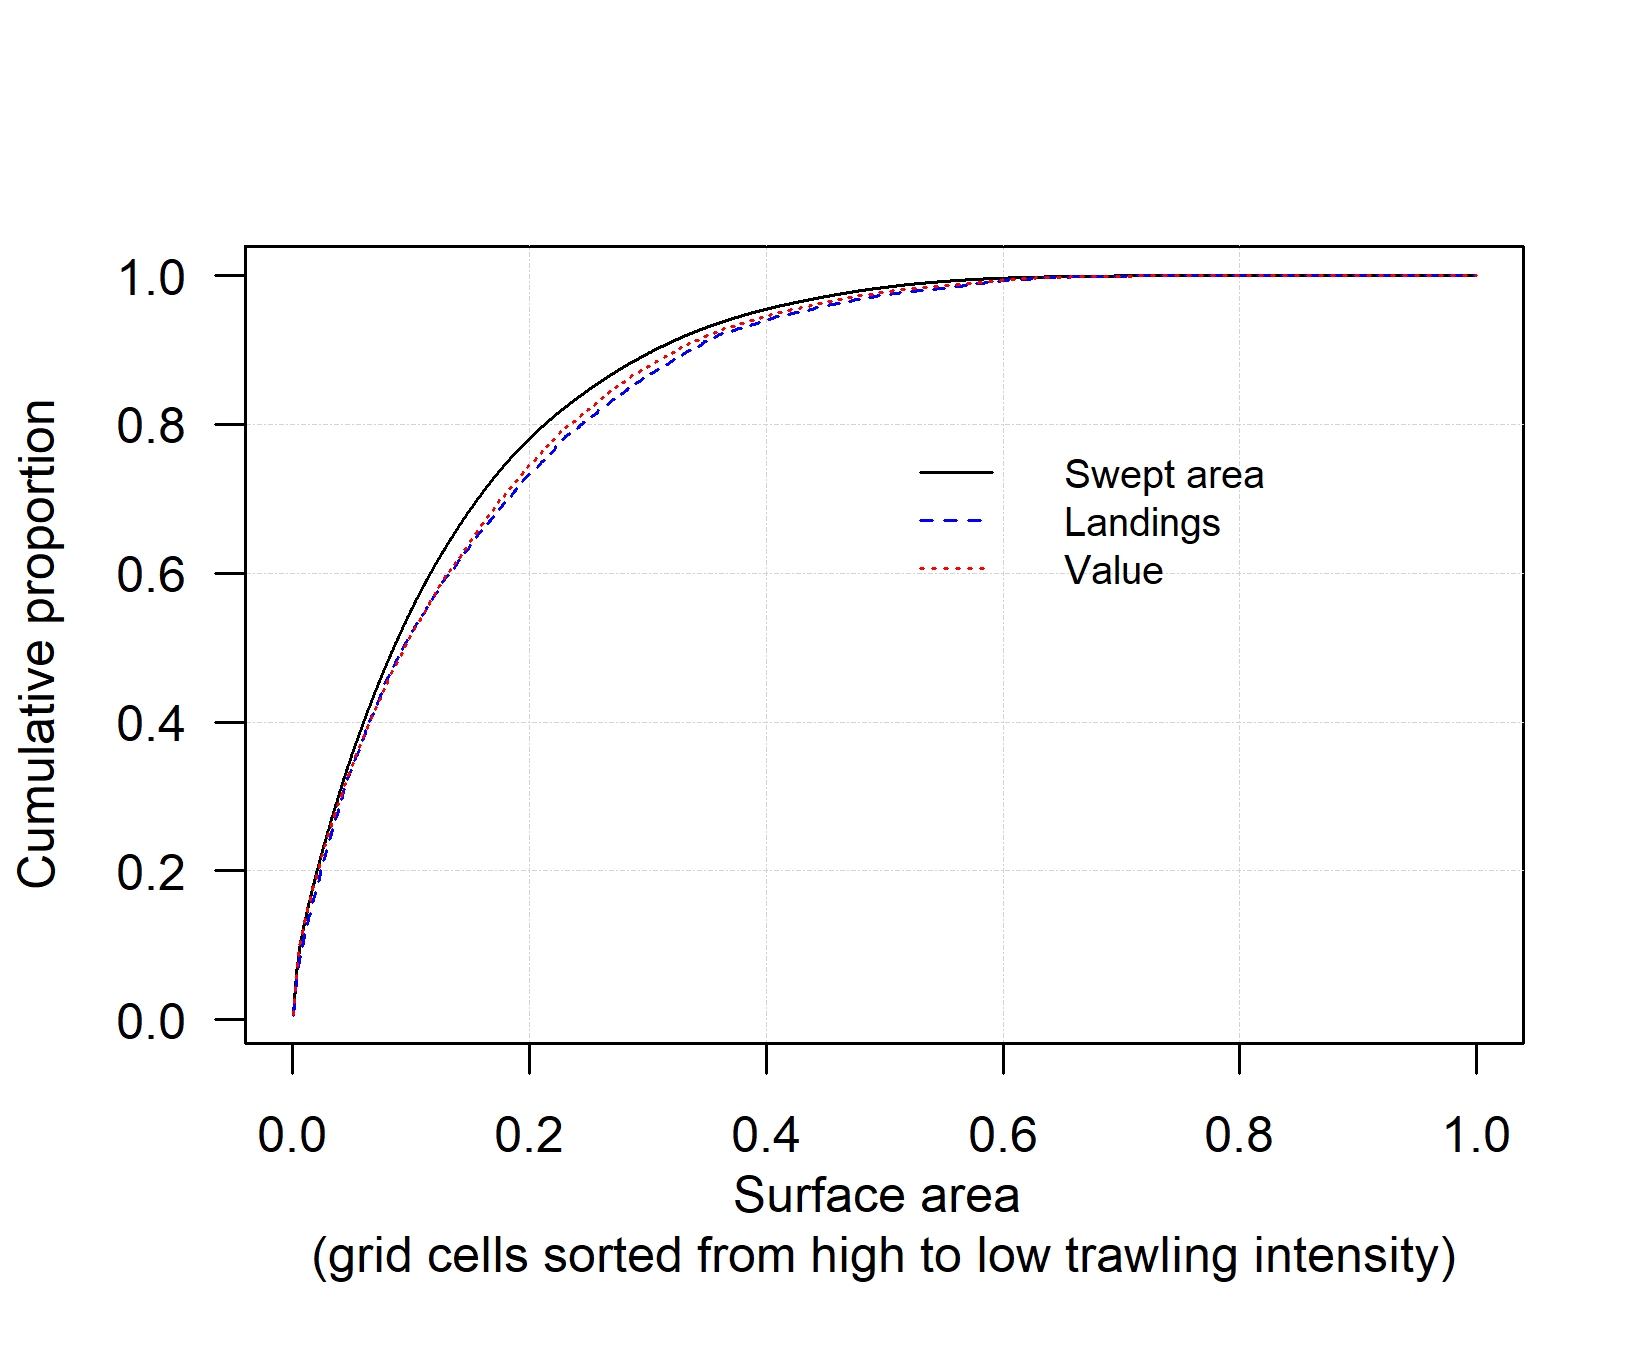 Cumulative proportion
1.0
0.8
0.6
0.4
0.2
0.0
Swept area
Landings
Value
0.0 0.2 0.4 0.6 0.8 1.0
Surface area
(grid cells sorted from high to low trawling intensity)